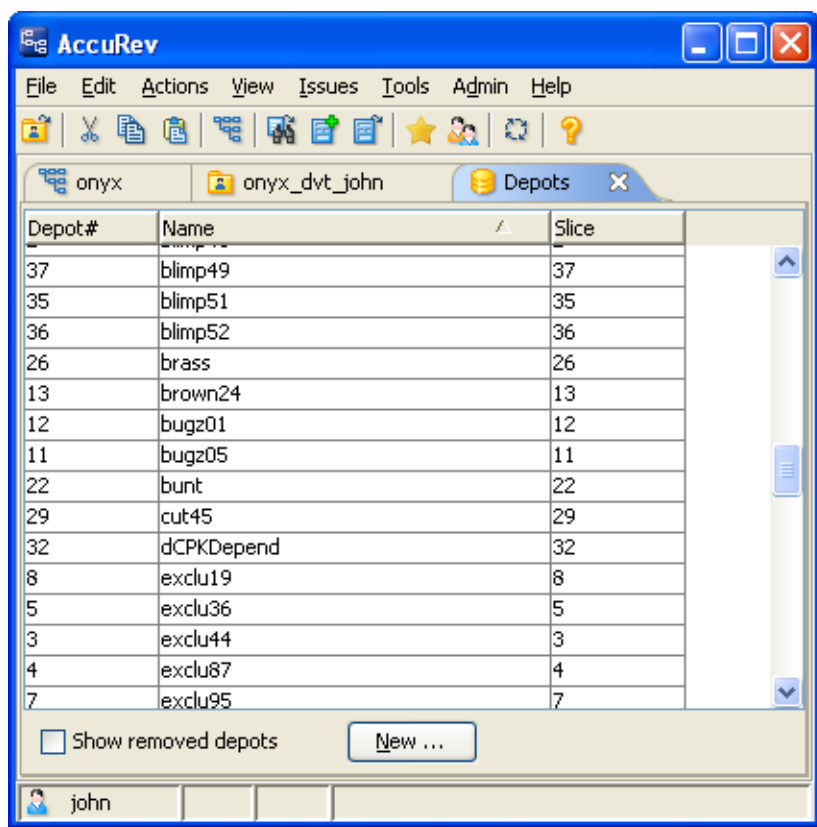 AccuRev
File Edit Actions View Issues Tools Admin Help
onyx onyx_dvt_john Depots
Depot# Name Slice
37 blimp49 37
35 blimp51 35
36 blimp52 36
26 brass 26
13 brown24 13
12 bugz01 12
11 bugz05 11
22 bunt 22
29 cut45 29
32 dCPKDepend 32
8 exclu19 8
5 exclu36 5
3 exclu44 3
4 exclu87 4
7 exclu95 7
Show removed depots New ...
john